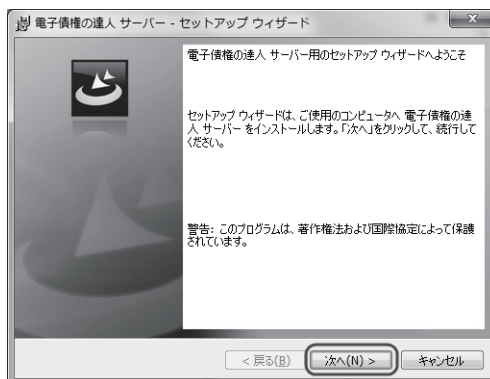 電子債権の達人 サーバー - セットアップ ウィザード
電子債権の達人 サーバー用のセットアップ ウィザードへようこそ
セットアップ ウィザードは、ご使用のコンピュータへ 電子債権の達
人 サーバー をインストールします。「次へ」をクリックして、続行して
ください。
警告: このプログラムは、著作権法および国際協定によって保護
されています。
< 戻る(B)
次へ(N) >
キャンセル